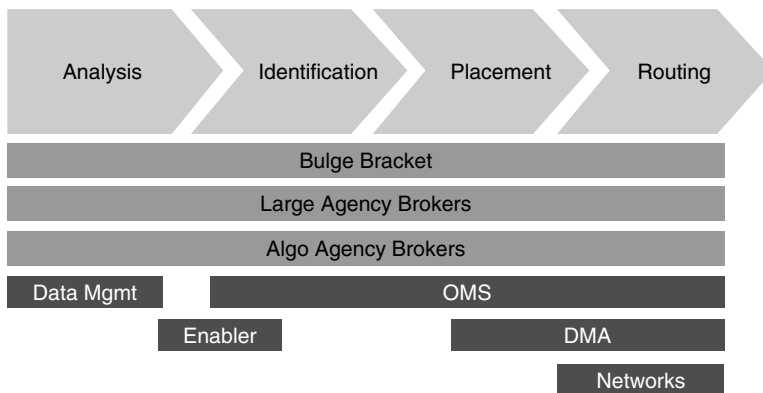 Analysis
Identification
Placement
Routing
Bulge Bracket
Large Agency Brokers
Algo Agency Brokers
Data Mgmt
OMS
Enabler
DMA
Networks